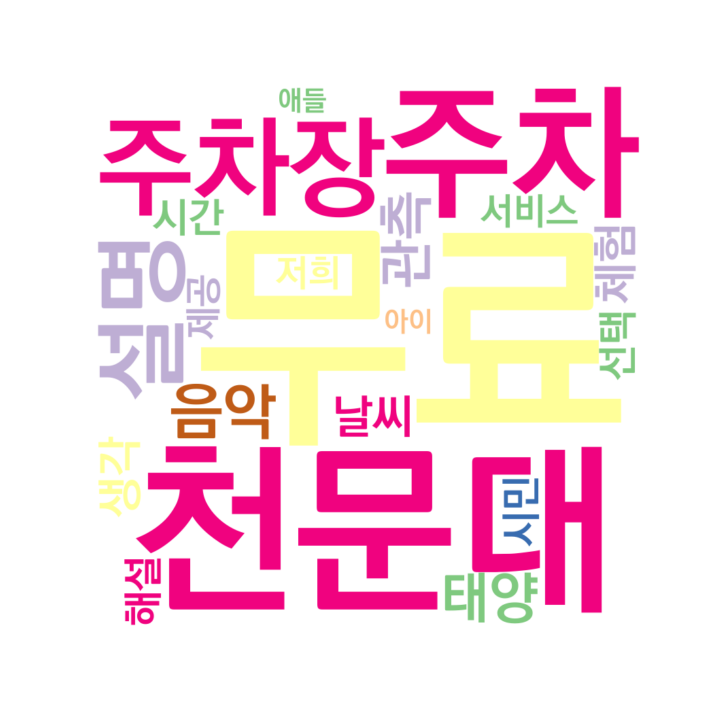 애들
주차장
주차
시간
서비스
관측
체험
설명
제공
무료
저희
아이
선택
음악
날씨
생각
천문대
시민
해설
태양